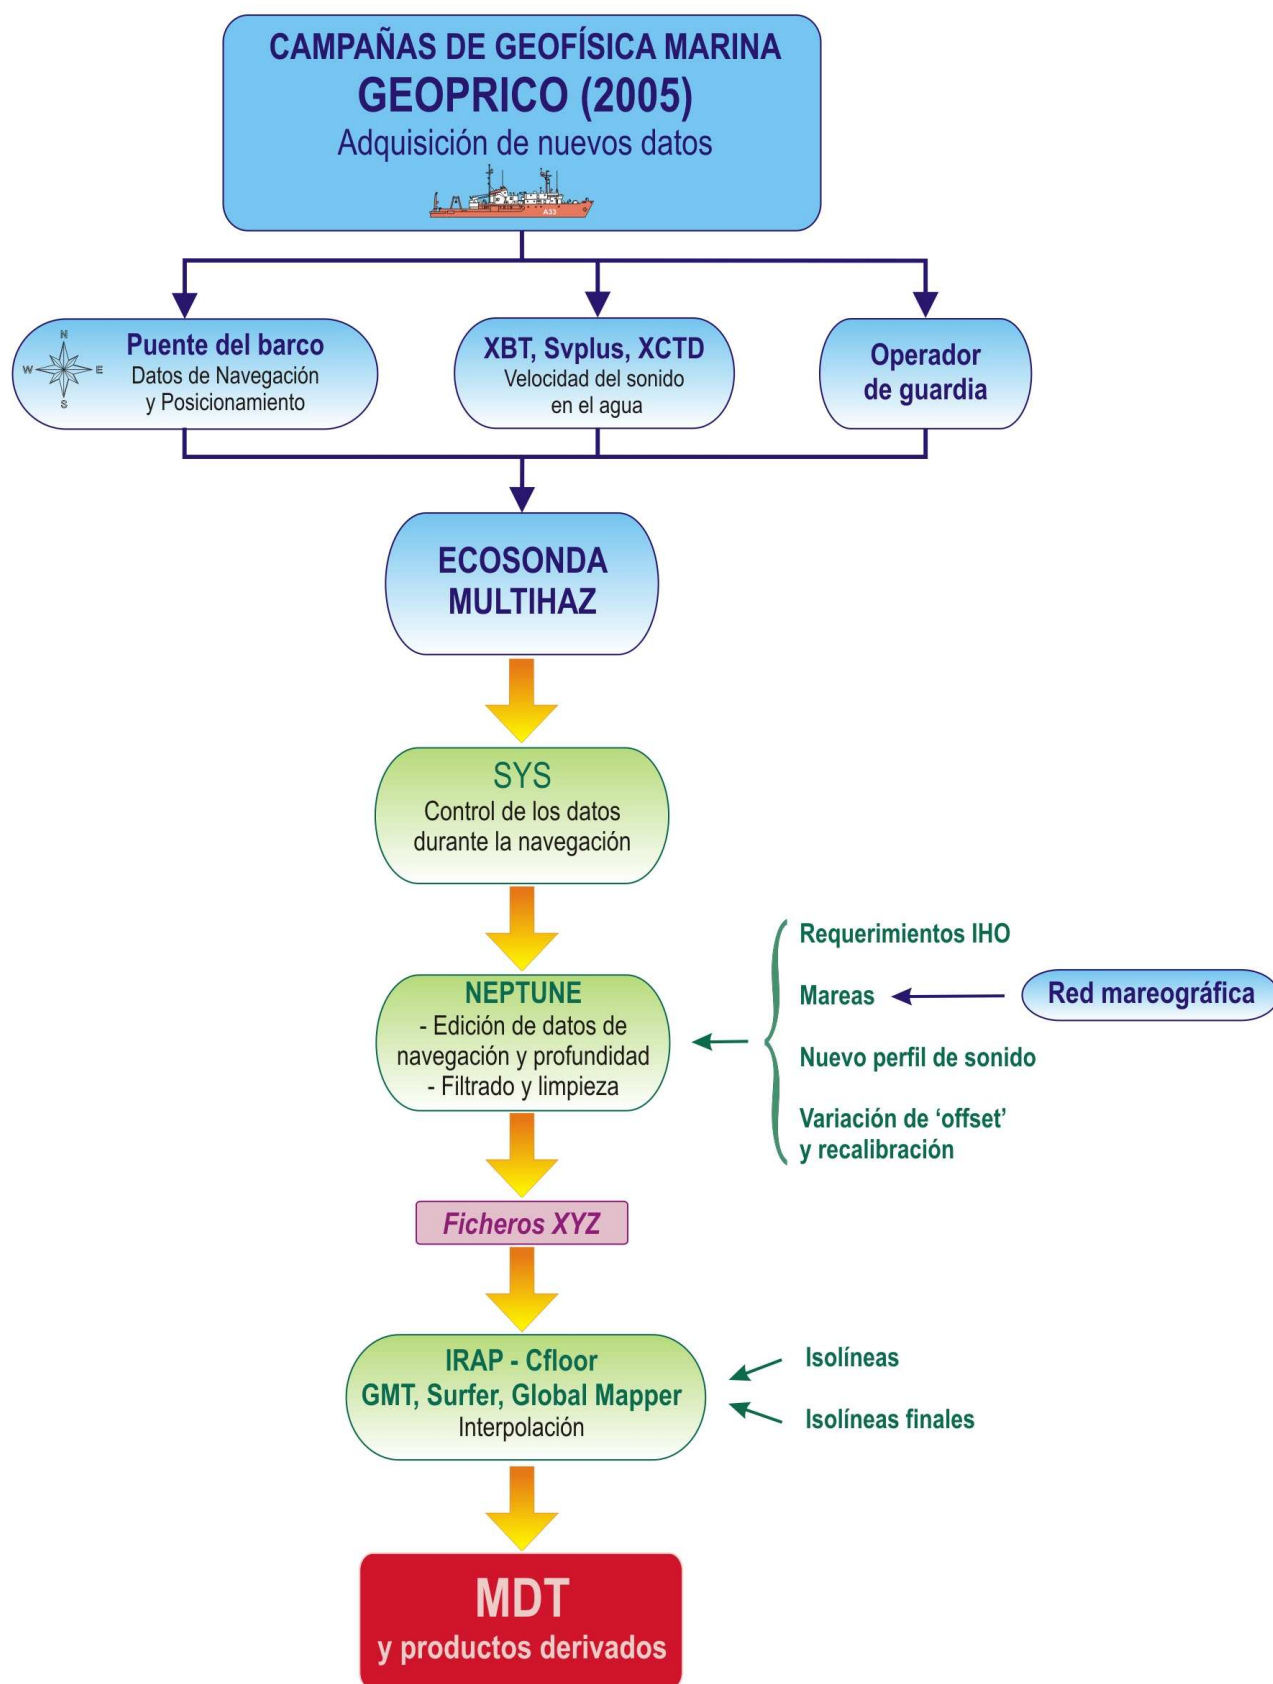 CAMPAÑAS DE GEOFÍSICA MARINA
GEOPRICO (2005)
Adquisición de nuevos datos
A33
N
W
E
S
Puente del barco
Datos de Navegación
y Posicionamiento
XBT, Svplus, XCTD
Velocidad del sonido
en el agua
Operador
de guardia
ECOSONDA
MULTIHAZ
SYS
Control de los datos
durante la navegación
NEPTUNE
- Edición de datos de
navegación y profundidad
- Filtrado y limpieza
Requerimientos IHO
Mareas
Red mareográfica
Nuevo perfil de sonido
Variación de ‘offset’
y recalibración
Ficheros XYZ
IRAP - Cfloor
GMT, Surfer, Global Mapper
Interpolación
Isolíneas
Isolíneas finales
MDT
y productos derivados